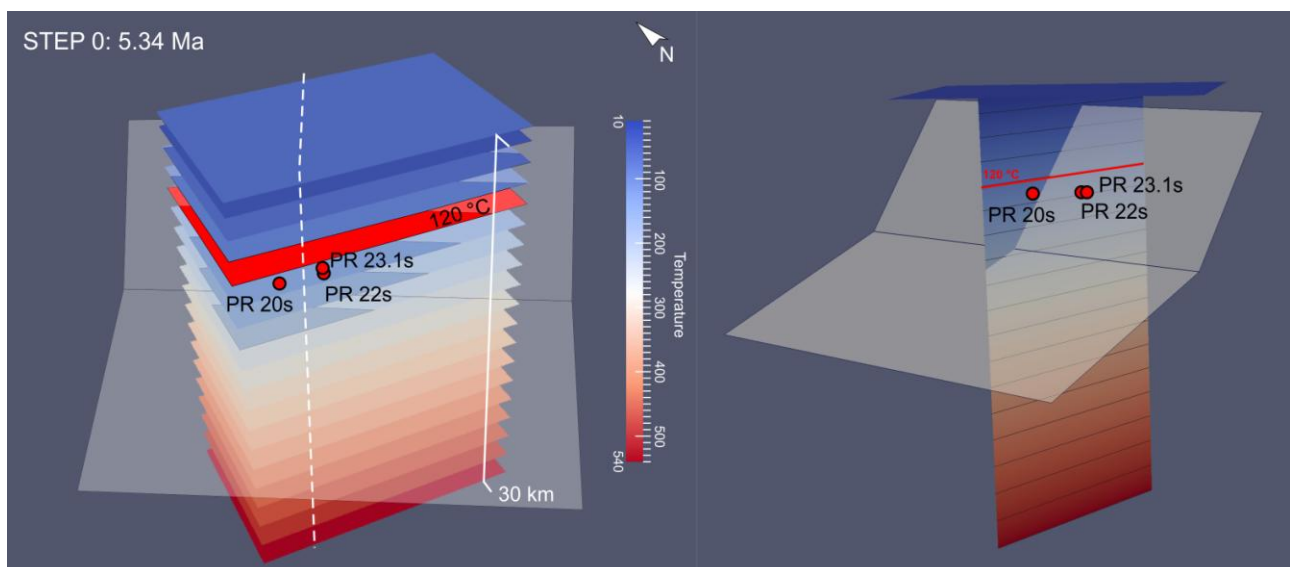 STEP 0: 5.34 Ma
N
120 °C
PR 23.1s
PR 20s
PR 22s
10
100
200
300
400
500
540
Temperature
30 km
120 °C
PR 23.1s
PR 20s
PR 22s